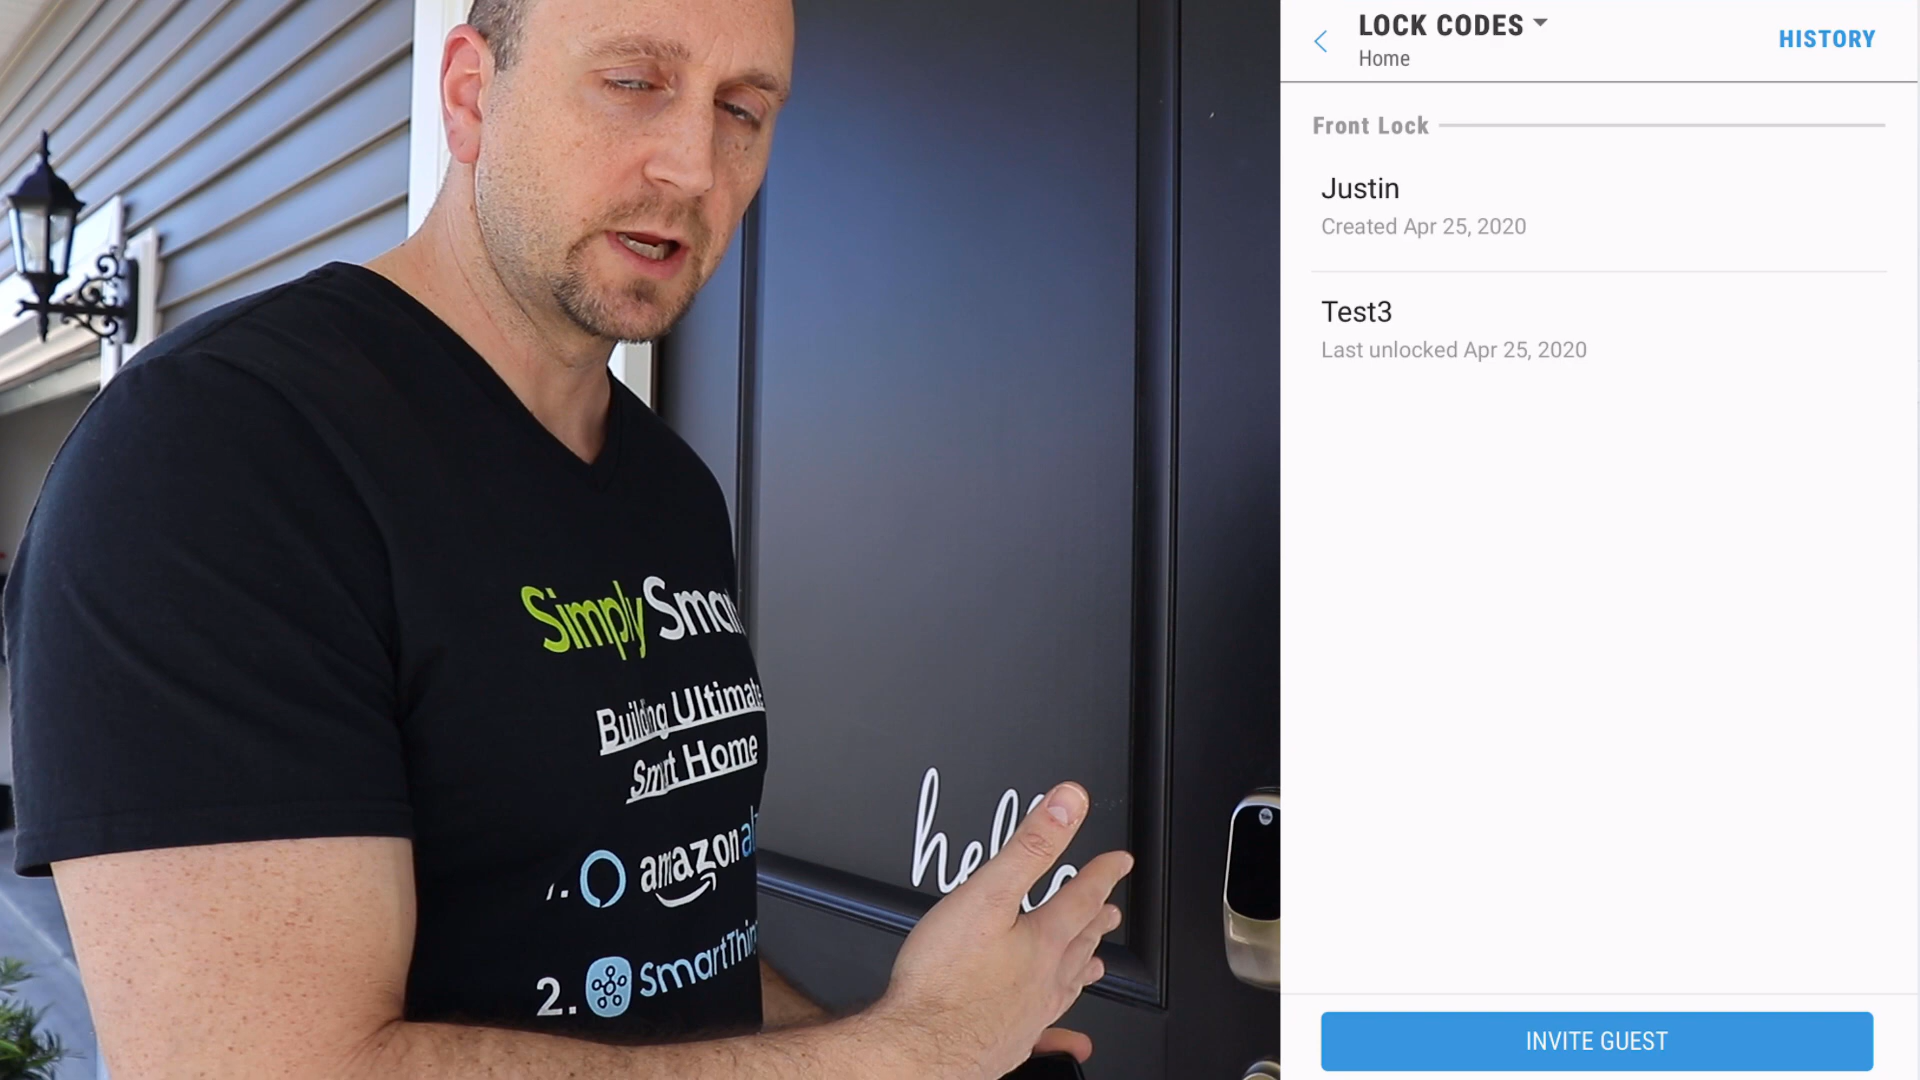 LOCK CODES
Home
HISTORY
Front Lock
Justin
Created Apr 25, 2020
Test3
Last unlocked Apr 25, 2020
INVITE GUEST
Simply
Building Ultimate
Smart Home
1. amazon
2.